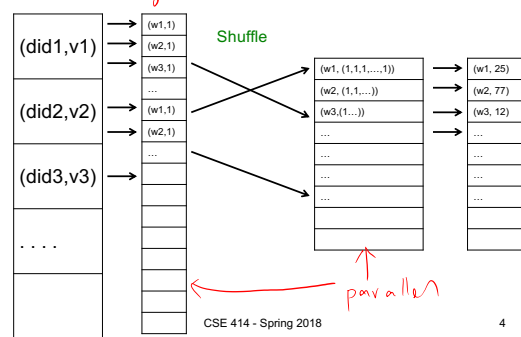 (did1,v1)
(did2,v2)
(did3,v3)
. . . .
(w1,1)
(w2,1)
(w3,1)
...
(w1,1)
(w2,1)
...
Shuffle
(w1, (1,1,1,...,1))
(w2, (1,1,...))
(w3,(1...))
...
...
...
...
(w1, 25)
(w2, 77)
(w3, 12)
...
...
...
...
parallel
CSE 414 - Spring 2018
4